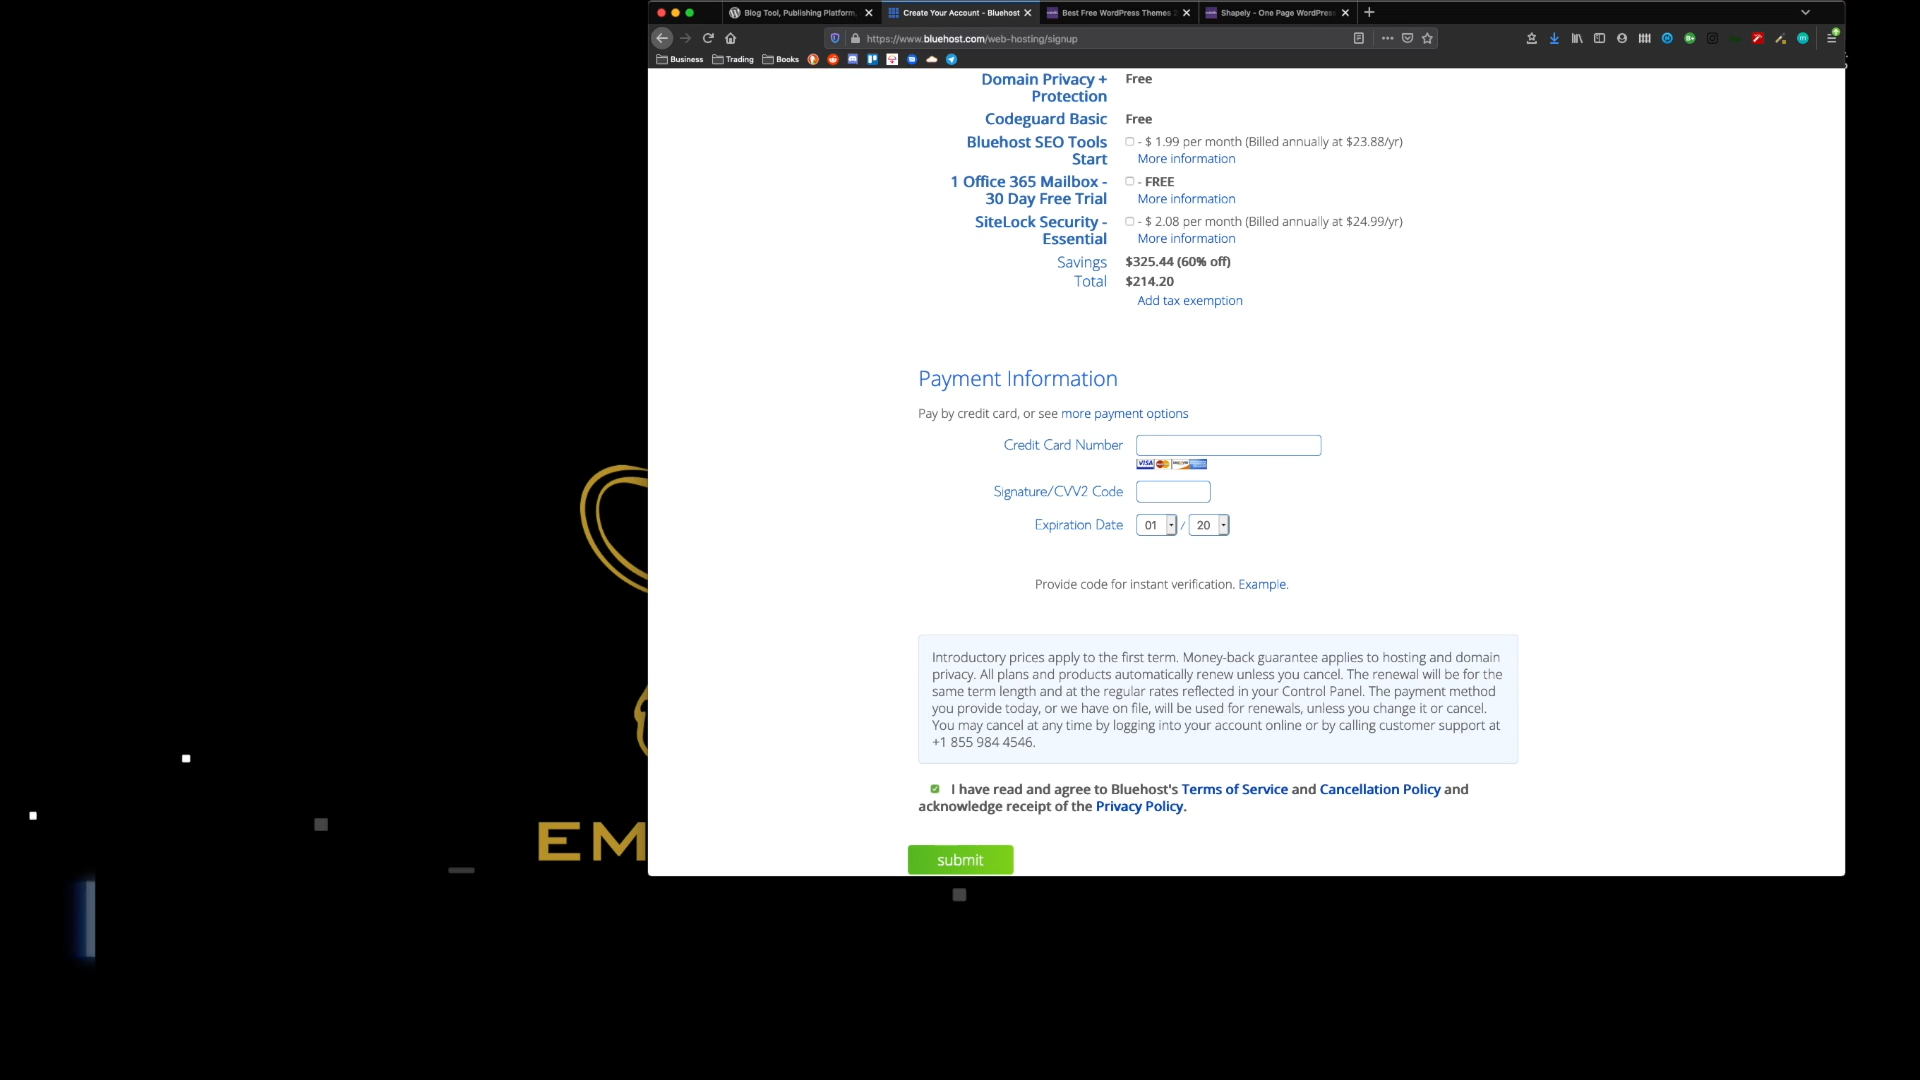 Blog Tool, Publishing Platform,
Create Your Account - Bluehost
Best Free WordPress Themes
Shapely - One Page WordPress
https://www.bluehost.com/web-hosting/signup
Business Trading Books
Domain Privacy + Protection Free
Codeguard Basic Free
Bluehost SEO Tools Start - $ 1.99 per month (Billed annually at $23.88/yr)
More information
1 Office 365 Mailbox - 30 Day Free Trial - FREE
More information
SiteLock Security - Essential - $ 2.08 per month (Billed annually at $24.99/yr)
More information
Savings $325.44 (60% off)
Total $214.20
Add tax exemption
Payment Information
Pay by credit card, or see more payment options
Credit Card Number
VISA
Signature/CVV2 Code
Expiration Date 01 / 20
Provide code for instant verification. Example.
Introductory prices apply to the first term. Money-back guarantee applies to hosting and domain
privacy. All plans and products automatically renew unless you cancel. The renewal will be for the
same term length and at the regular rates reflected in your Control Panel. The payment method
you provide today, or we have on file, will be used for renewals, unless you change it or cancel.
You may cancel at any time by logging into your account online or by calling customer support at
+1 855 984 4546.
I have read and agree to Bluehost's Terms of Service and Cancellation Policy and
acknowledge receipt of the Privacy Policy.
submit
EM